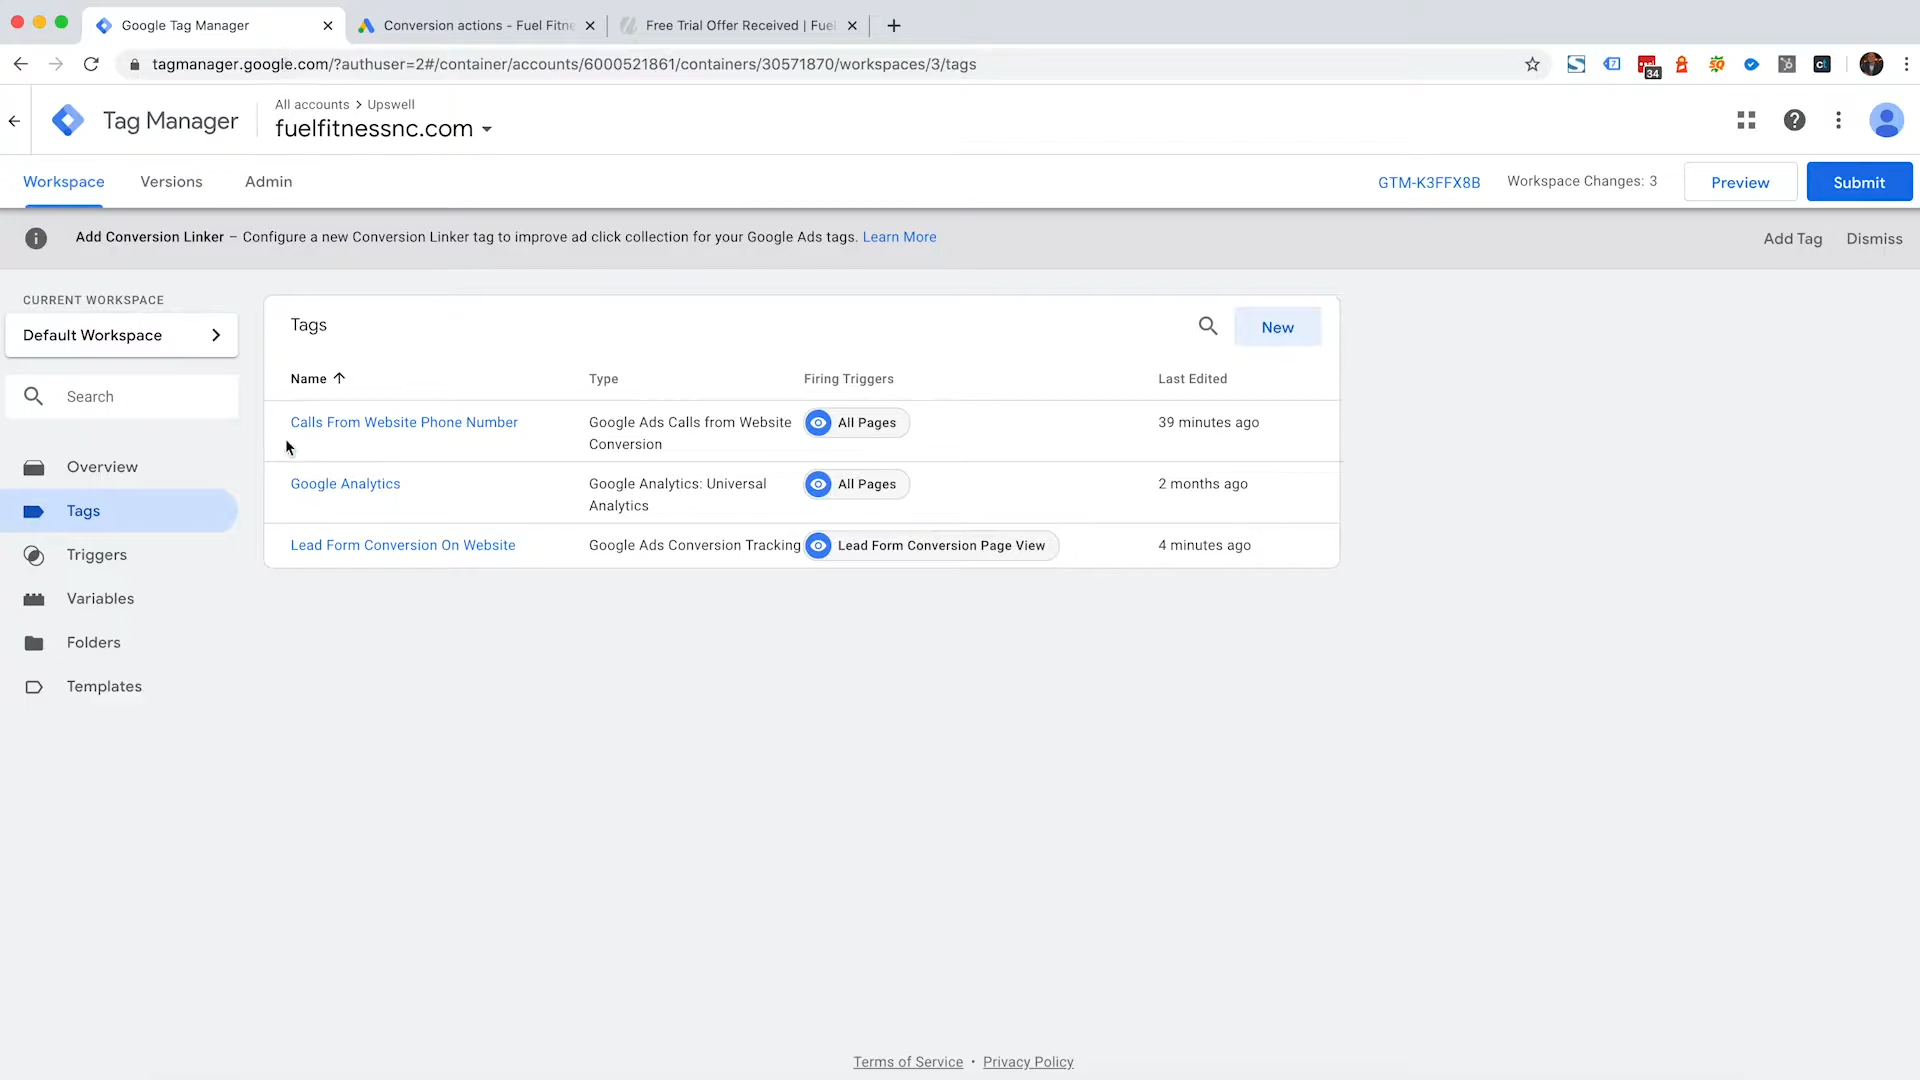 Google Tag Manager
Conversion actions - Fuel Fitne
Free Trial Offer Received | Fuel
tagmanager.google.com/?authuser=2#/container/accounts/6000521861/containers/30571870/workspaces/3/tags
34
Tag Manager
All accounts > Upswell
fuelfitnessnc.com
Workspace
Versions
Admin
GTM-K3FFX8B
Workspace Changes: 3
Preview
Submit
Add Conversion Linker – Configure a new Conversion Linker tag to improve ad click collection for your Google Ads tags. Learn More
Add Tag
Dismiss
CURRENT WORKSPACE
Default Workspace
Search
Overview
Tags
Triggers
Variables
Folders
Templates
Tags
New
Name
Type
Firing Triggers
Last Edited
Calls From Website Phone Number
Google Ads Calls from Website
Conversion
All Pages
39 minutes ago
Google Analytics
Google Analytics: Universal
Analytics
All Pages
2 months ago
Lead Form Conversion On Website
Google Ads Conversion Tracking
Lead Form Conversion Page View
4 minutes ago
Terms of Service · Privacy Policy